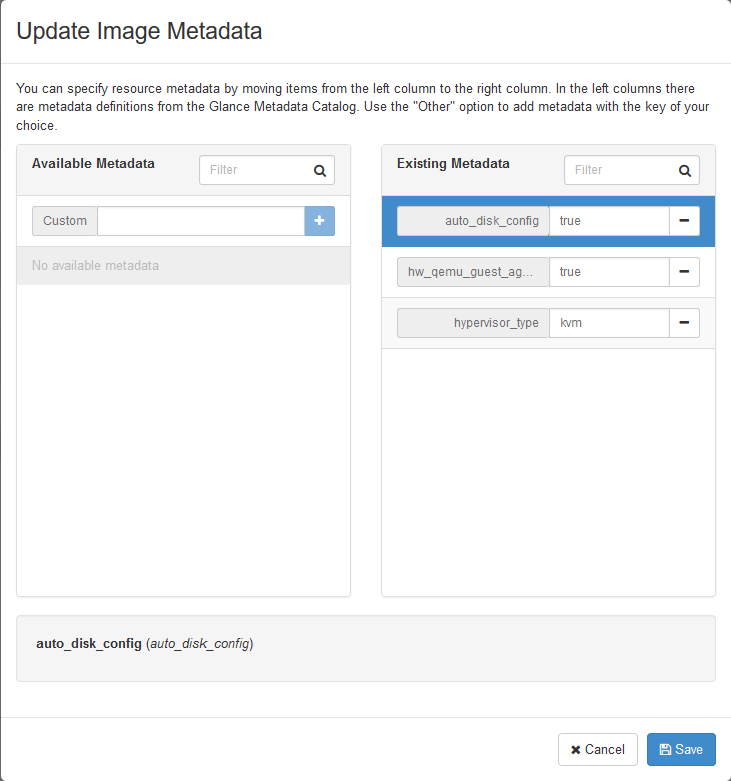 Update Image Metadata
You can specify resource metadata by moving items from the left column to the right column. In the left columns there
are metadata definitions from the Glance Metadata Catalog. Use the "Other" option to add metadata with the key of your
choice.
Available Metadata
Filter
Custom
+
No available metadata
Existing Metadata
Filter
auto_disk_config
true
hw_qemu_guest_ag...
true
hypervisor_type
kvm
auto_disk_config (auto_disk_config)
Cancel
Save